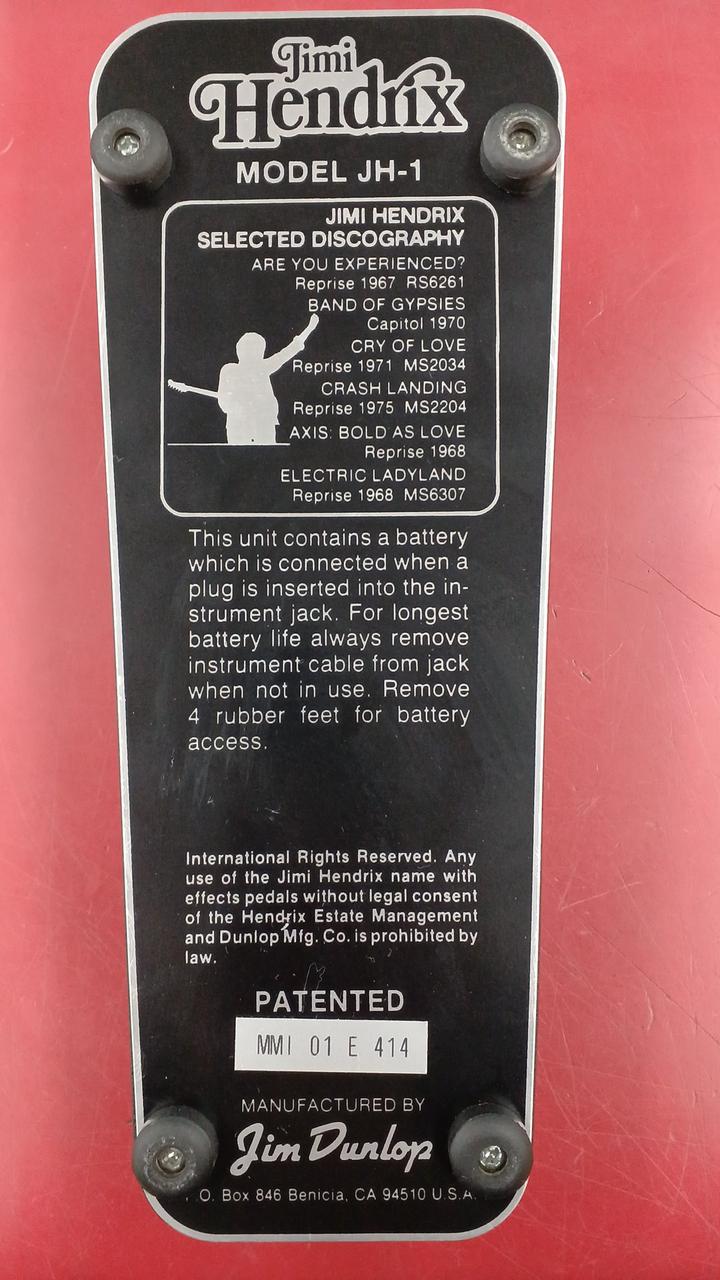 Jimi
Hendrix
MODEL JH-1
JIMI HENDRIX
SELECTED DISCOGRAPHY
ARE YOU EXPERIENCED?
Reprise 1967 RS6261
BAND OF GYPSIES
Capitol 1970
CRY OF LOVE
Reprise 1971 MS2034
CRASH LANDING
Reprise 1975 MS2204
AXIS: BOLD AS LOVE
Reprise 1968
ELECTRIC LADYLAND
Reprise 1968 MS6307
This unit contains a battery
which is connected when a
plug is inserted into the in-
strument jack. For longest
battery life always remove
instrument cable from jack
when not in use. Remove
4 rubber feet for battery
access.
International Rights Reserved. Any
use of the Jimi Hendrix name with
effects pedals without legal consent
of the Hendrix Estate Management
and Dunlop Mfg. Co. is prohibited by
law.
PATENTED
MMI 01 E 414
MANUFACTURED BY
Jim Dunlop
O. Box 846 Benicia, CA 94510 U.S.A.